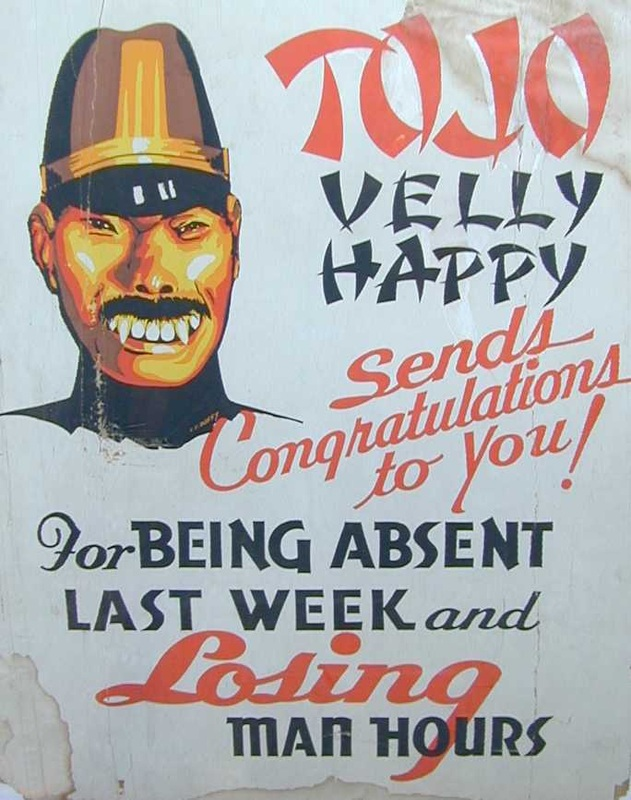 TOJO
VELLY
HAPPY
Sends
Congratulations
to You!
For BEING ABSENT
LAST WEEK and
Losing
MAN HOURS